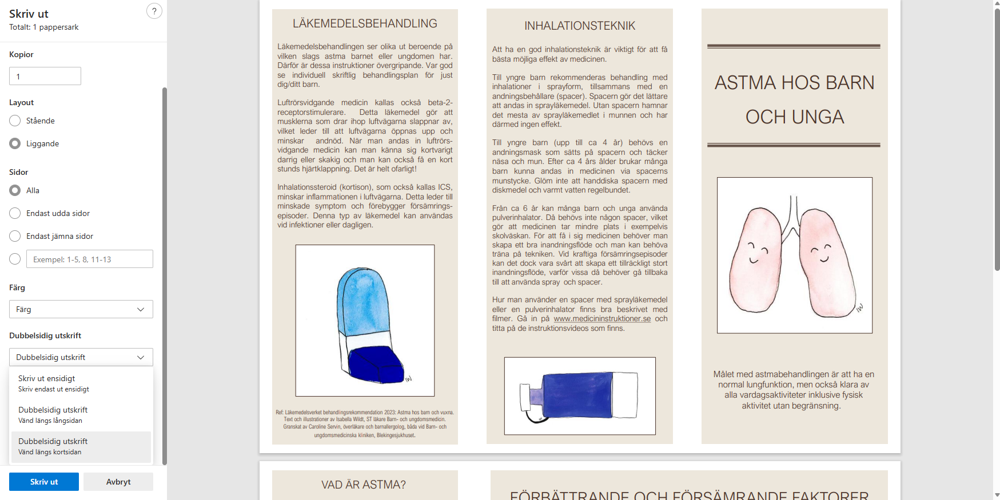 Skriv ut
?
Totalt: 1 pappersark
Kopior
1
Layout
Stående
Liggande
Sidor
Alla
Endast udda sidor
Endast jämna sidor
Exempel: 1-5, 8, 11-13
Färg
Färg
Dubbelsidig utskrift
Dubbelsidig utskrift
Skriv ut ensidigt
Skriv endast ut ensidigt
Dubbelsidig utskrift
Vänd längs långsidan
Dubbelsidig utskrift
Vänd längs kortsidan
Skriv ut
Avbryt
LÄKEMEDELSBEHANDLING
Läkemedelsbehandlingen ser olika ut beroende på
vilken slags astma barnet eller ungdomen har.
Därför är dessa instruktioner övergripande. Var god
se individuell skriftlig behandlingsplan för just
dig/ditt barn.
Luftrörsvidgande medicin kallas också beta-2-
receptorstimulerare. Detta läkemedel gör att
musklerna som drar ihop luftvägarna slappnar av,
vilket leder till att luftvägarna öppnas upp och
minskar andnöd. När man andas in luftrörs-
vidgande medicin kan man känna sig kortvarigt
darrig eller skakig och man kan också få en kort
stunds hjärtklappning. Det är helt ofarligt!
Inhalationssteroid (kortison), som också kallas ICS,
minskar inflammationen i luftvägarna. Detta leder till
minskade symptom och förebygger försämrings-
episoder. Denna typ av läkemedel kan användas
vid infektioner eller dagligen.
IW
Ref: Läkemedelsverket behandlingsrekommendation 2023: Astma hos barn och vuxna.
Text och illustrationer av Isabella Wildt, ST läkare Barn- och ungdomsmedicin.
Granskat av Caroline Servin, överläkare och barnallergolog, båda vid Barn- och
ungdomsmedicinska kliniken, Blekingesjukhuset.
INHALATIONSTEKNIK
Att ha en god inhalationsteknik är viktigt för att få
bästa möjliga effekt av medicinen.
Till yngre barn rekommenderas behandling med
inhalationer i sprayform, tillsammans med en
andningsbehållare (spacer). Spacern gör det lättare
att andas in sprayläkemedel. Utan spacern hamnar
det mesta av sprayläkemedlet i munnen och har
därmed ingen effekt.
Till yngre barn (upp till ca 4 år) behövs en
andningsmask som sätts på spacern och täcker
näsa och mun. Efter ca 4 års ålder brukar många
barn kunna andas in medicinen via spacerns
munstycke. Glöm inte att handdiska spacern med
diskmedel och varmt vatten regelbundet.
Från ca 6 år kan många barn och unga använda
pulverinhalator. Då behövs inte någon spacer, vilket
gör att medicinen tar mindre plats i exempelvis
skolväskan. För att få i sig medicinen behöver man
skapa ett bra inandningsflöde och man kan behöva
träna på tekniken. Vid kraftiga försämringsepisoder
kan det dock vara svårt att skapa ett tillräckligt stort
inandningsflöde, varför vissa då behöver gå tillbaka
till att använda spray och spacer.
Hur man använder en spacer med sprayläkemedel
eller en pulverinhalator finns bra beskrivet med
filmer. Gå in på www.medicininstruktioner.se och
titta på de instruktionsvideos som finns.
ASTMA HOS BARN
OCH UNGA
IW
Målet med astmabehandlingen är att ha en
normal lungfunktion, men också klara av
alla vardagsaktiviteter inklusive fysisk
aktivitet utan begränsning.
VAD ÄR ASTMA?
FÖRBÄTTRANDE OCH FÖRSÄMRANDE FAKTORER